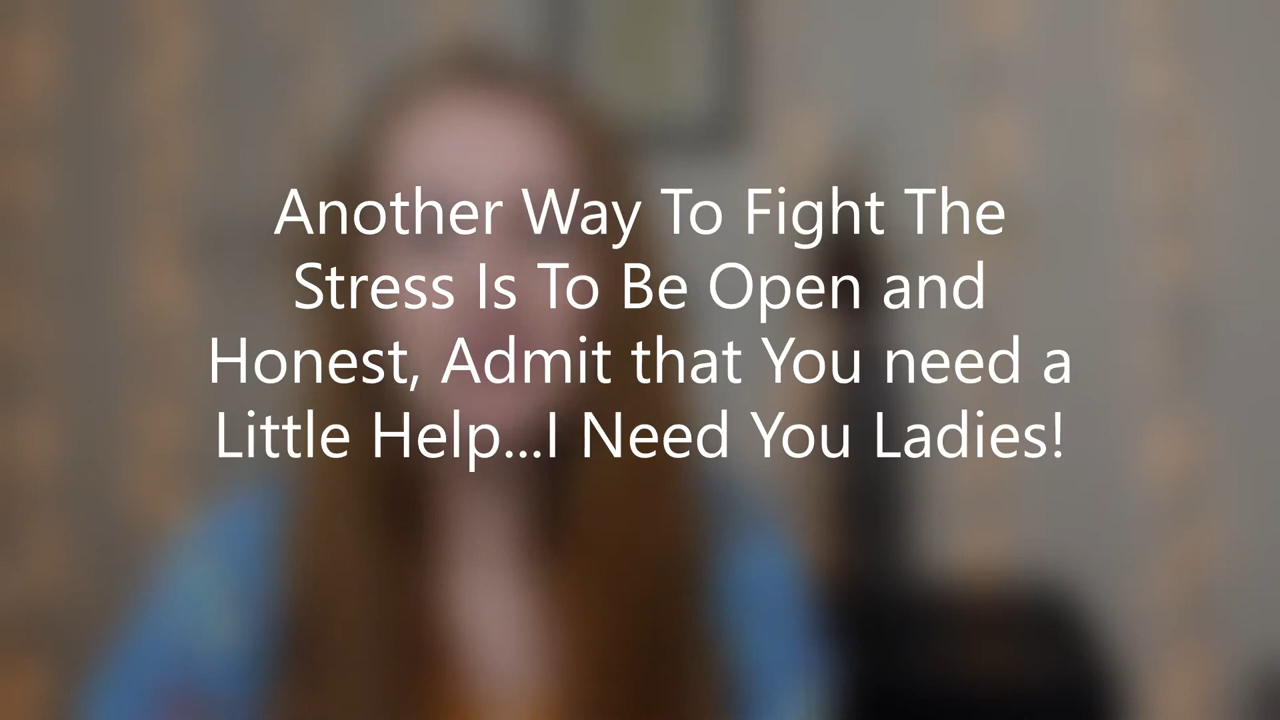 Another Way To Fight The
Stress Is To Be Open and
Honest, Admit that You need a
Little Help...I Need You Ladies!